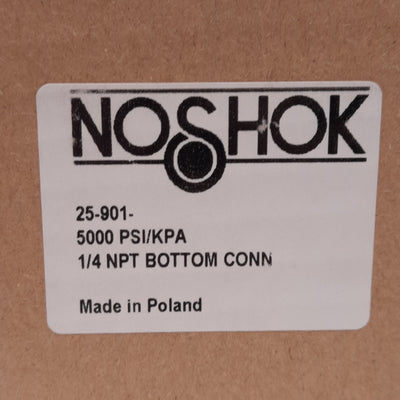 NOSHOK
25-901-
5000 PSI/KPA
1/4 NPT BOTTOM CONN
Made in Poland